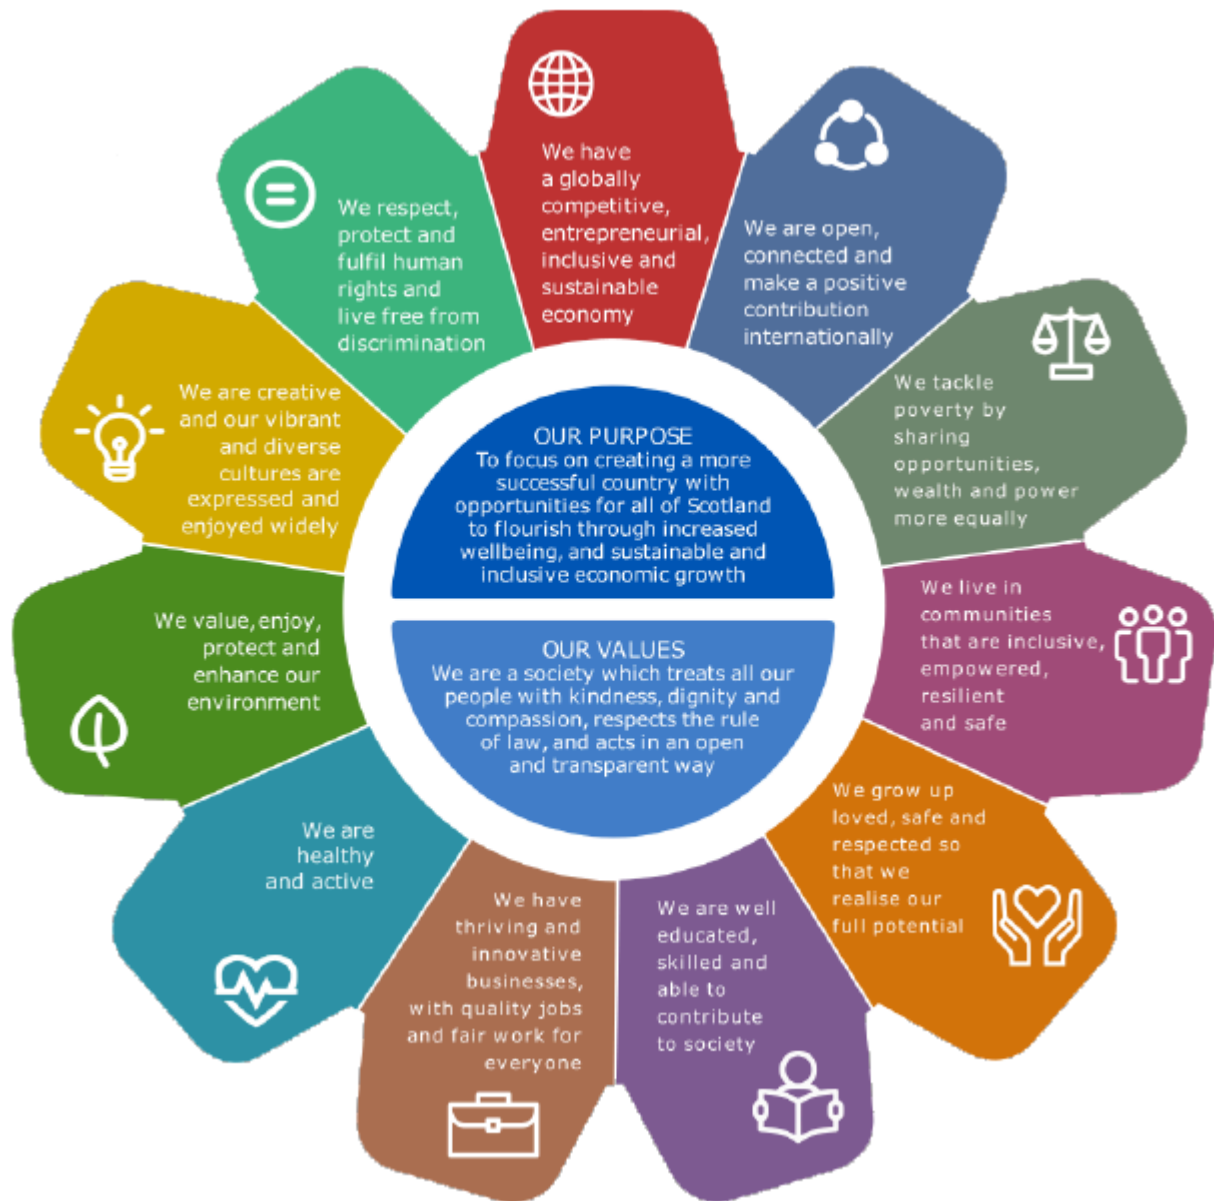 We have
a globally
competitive,
entrepreneurial,
inclusive and
sustainable
economy
We are open,
connected and
make a positive
contribution
internationally
We tackle
poverty by
sharing
opportunities,
wealth and power
more equally
We live in
communities
that are inclusive,
empowered,
resilient
and safe
We grow up
loved, safe and
respected so
that we
realise our
full potential
We are well
educated,
skilled and
able to
contribute
to society
We have
thriving and
innovative
businesses,
with quality jobs
and fair work for
everyone
We are
healthy
and active
We value, enjoy,
protect and
enhance our
environment
We are creative
and our vibrant
and diverse
cultures are
expressed and
enjoyed widely
We respect,
protect and
fulfil human
rights and
live free from
discrimination
OUR PURPOSE
To focus on creating a more
successful country with
opportunities for all of Scotland
to flourish through increased
wellbeing, and sustainable and
inclusive economic growth
OUR VALUES
We are a society which treats all our
people with kindness, dignity and
compassion, respects the rule
of law, and acts in an open
and transparent way